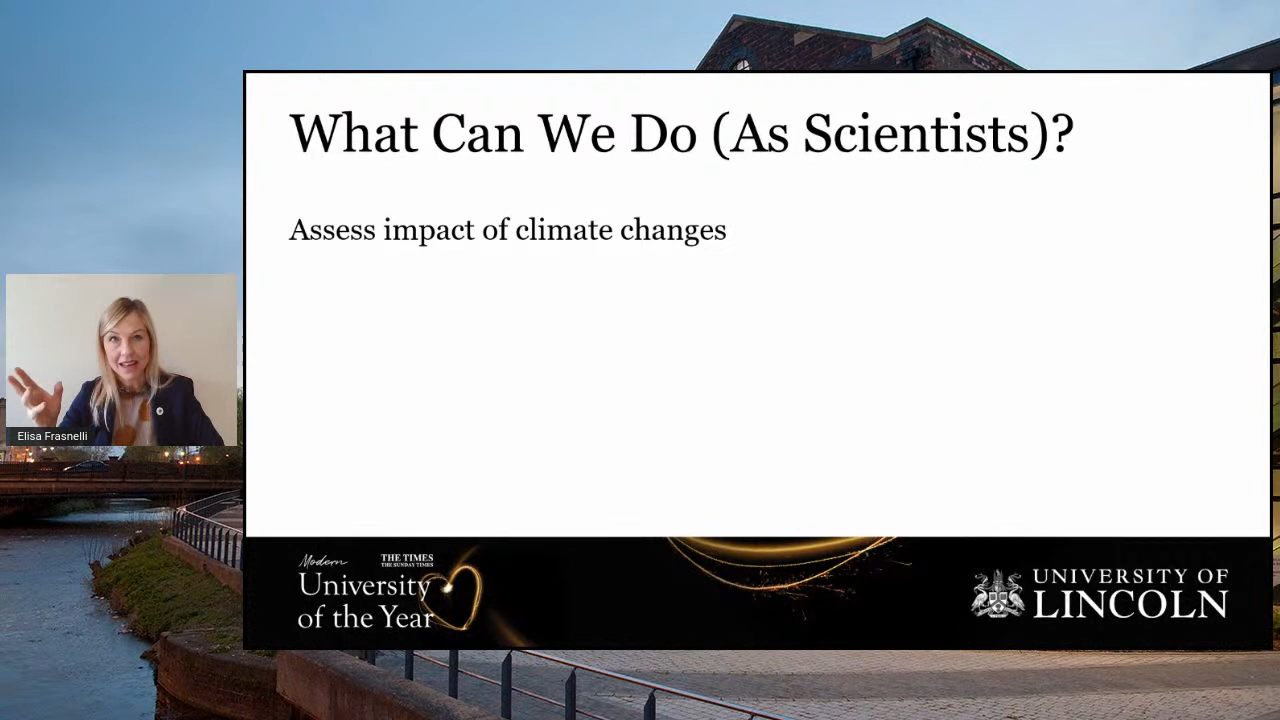 What Can We Do (As Scientists)?
Assess impact of climate changes
Elisa Frasnelli
Modern
THE TIMES
THE SUNDAY TIMES
University
of the Year
UNIVERSITY OF
LINCOLN